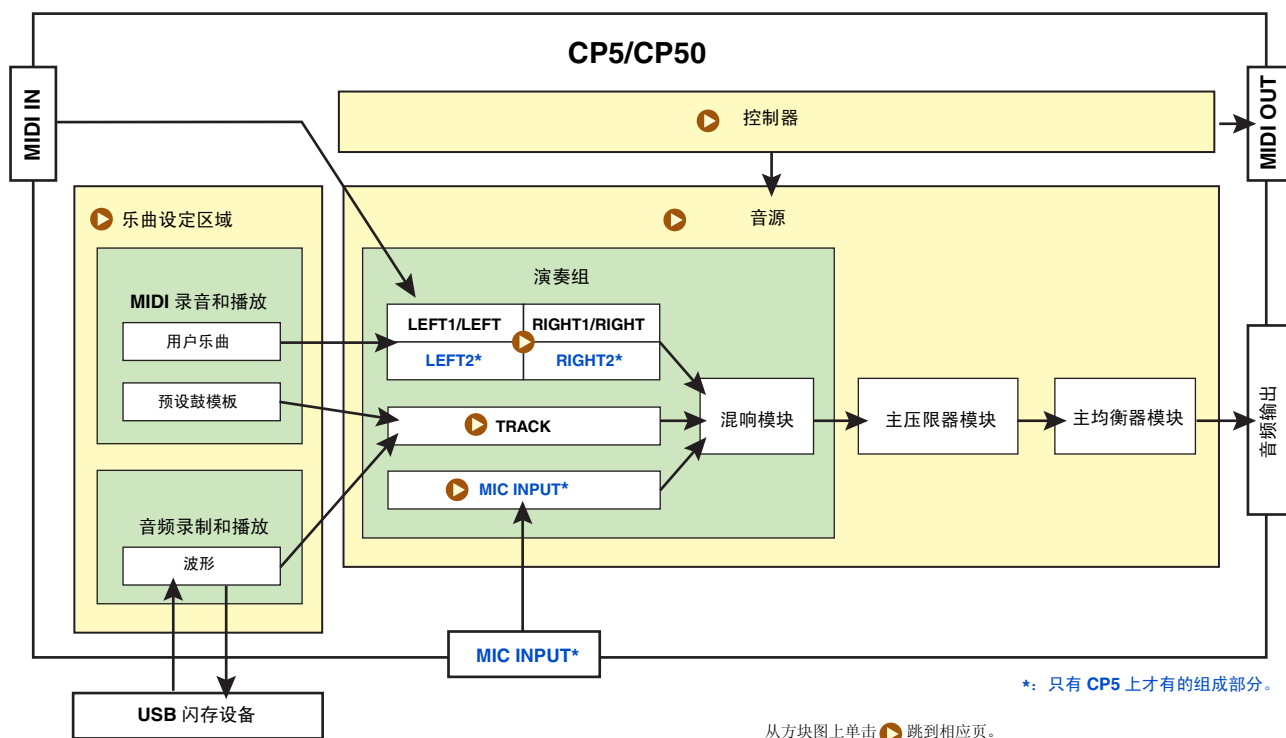 CP5/CP50
MIDI IN
控制器
MIDI OUT
乐曲设定区域
音源
MIDI 录音和播放
用户乐曲
预设鼓模板
演奏组
LEFT1/LEFT
RIGHT1/RIGHT
LEFT2*
RIGHT2*
TRACK
MIC INPUT*
混响模块
主压限器模块
主均衡器模块
音频输出
音频录制和播放
波形
MIC INPUT*
USB 闪存设备
*：只有 CP5 上才有的组成部分。
从方块图上单击 跳到相应页。